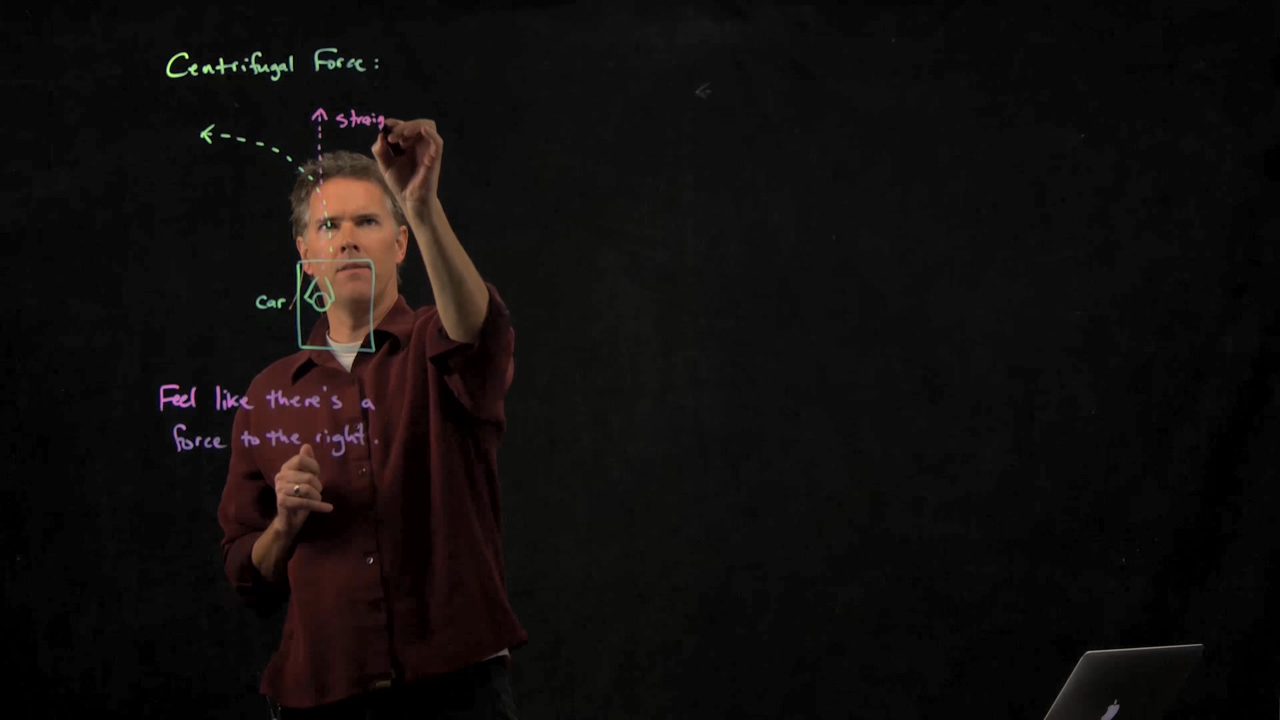 Centrifugal Force:
straig
car
Feel like there's a
force to the right.